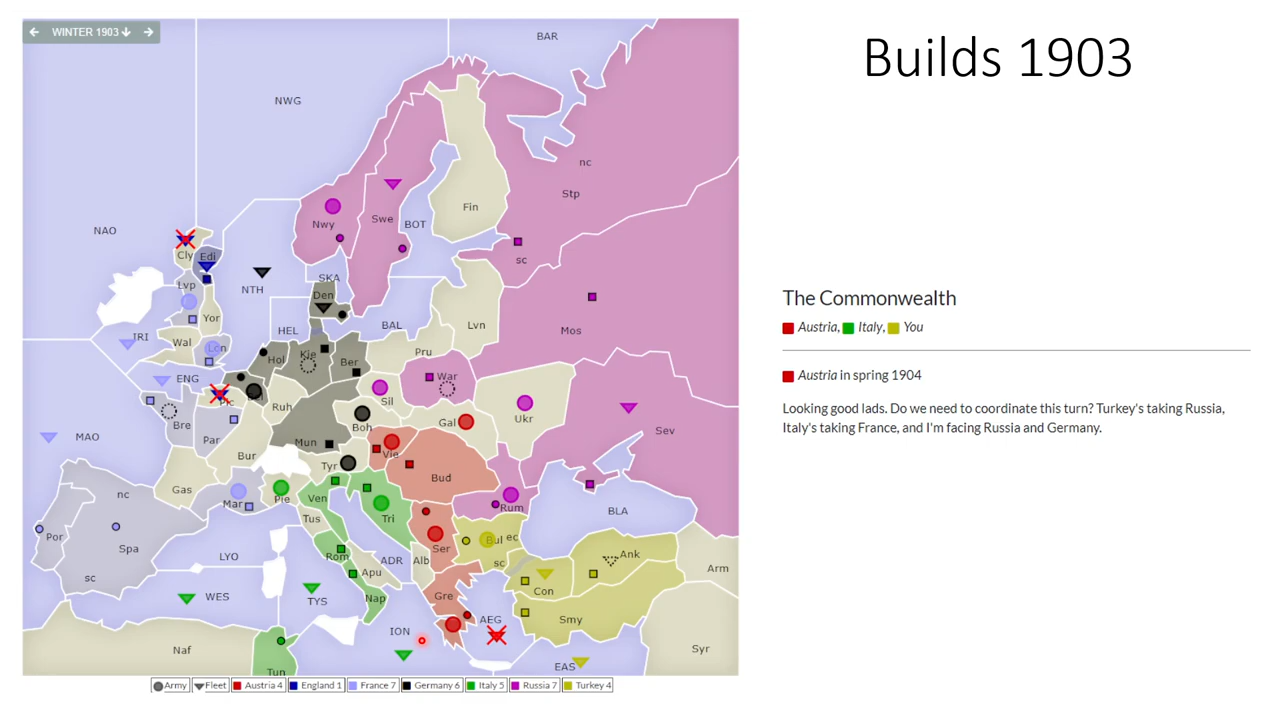 WINTER 1903
Builds 1903
BAR
NWG
nc
Stp
Fin
Swe
Nwy
BOT
NAO
Cly
Edi
sc
SKA
NTH
Lvp
Den
The Commonwealth
Austria, Italy, You
Mos
IRI
Yor
HEL
BAL
Lvn
Wal
Lon
Hol
Kie
Ber
Pru
ENG
War
Austria in spring 1904
Pic
Bel
Ruh
Sil
Looking good lads. Do we need to coordinate this turn? Turkey's taking Russia,
Italy's taking France, and I'm facing Russia and Germany.
Bre
Boh
Gal
Ukr
Sev
MAO
Par
Mun
Vie
Bur
Tyr
Bud
Gas
nc
Mar
Pie
Ven
Rum
BLA
Tus
Tri
Por
Spa
Bul
ec
Ser
Ank
LYO
Rom
ADR
Alb
sc
Arm
sc
Apu
Con
WES
TYS
Nap
Gre
Smy
AEG
ION
Naf
Syr
Tun
EAS
Army
Fleet
Austria 4
England 1
France 7
Germany 6
Italy 5
Russia 7
Turkey 4